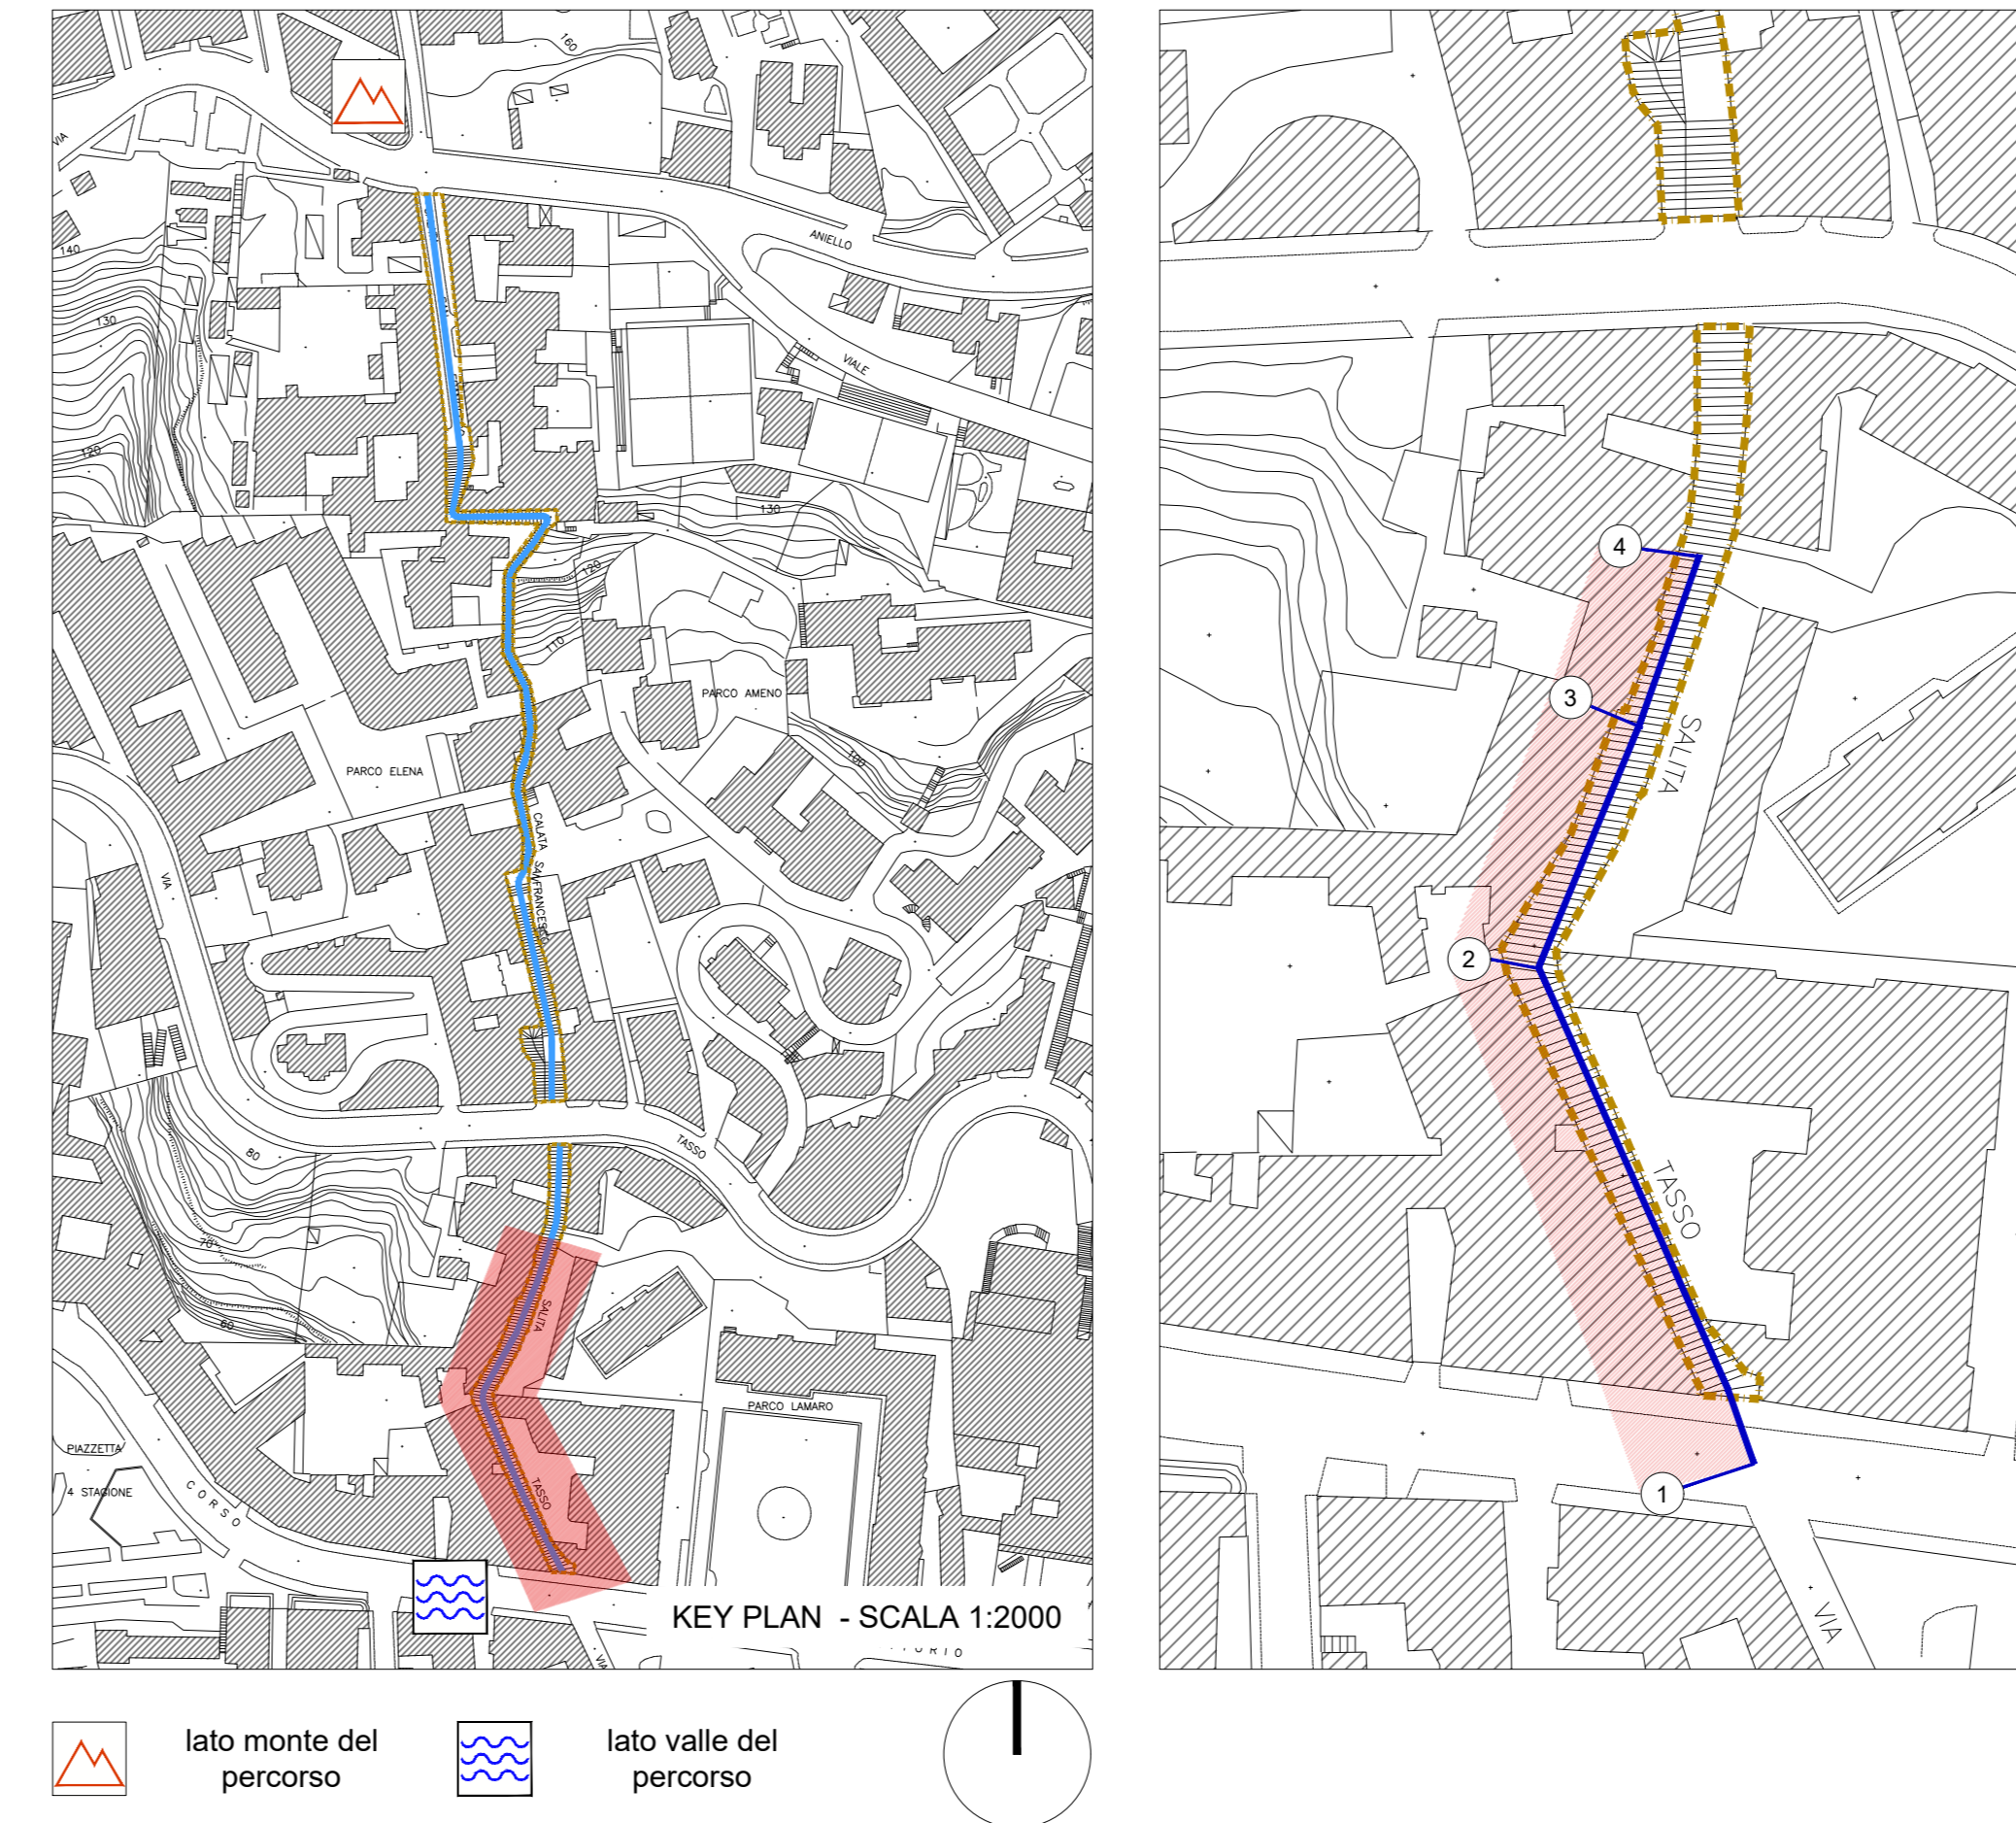 160
VIA
140
ANIELLO
130
VIALE
120
130
120
110
PARCO AMENO
PARCO ELENA
100
CALATA SAN FRANCESCO
VIA
80
TASSO
70
SALITA
60
PARCO LAMARO
PIAZZETTA
4 STAGIONE
TASSO
CORSO
KEY PLAN - SCALA 1:2000
VIA
4
3
SALITA
2
TASSO
1
VIA
lato monte del
percorso
lato valle del
percorso